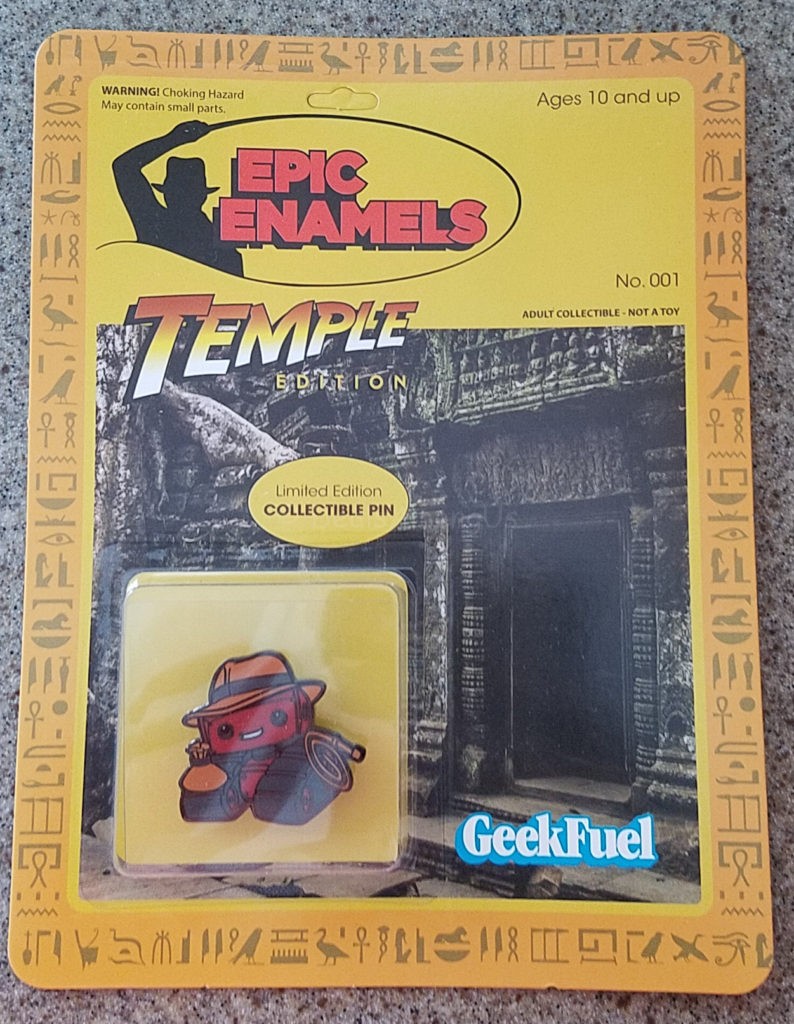 WARNING! Choking Hazard
May contain small parts.
Ages 10 and up
EPIC
ENAMELS
No. 001
ADULT COLLECTIBLE - NOT A TOY
TEMPLE
EDITION
Limited Edition
COLLECTIBLE PIN
GeekFuel